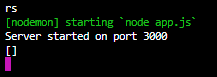 rs
[nodemon] starting `node app.js`
Server started on port 3000
[]